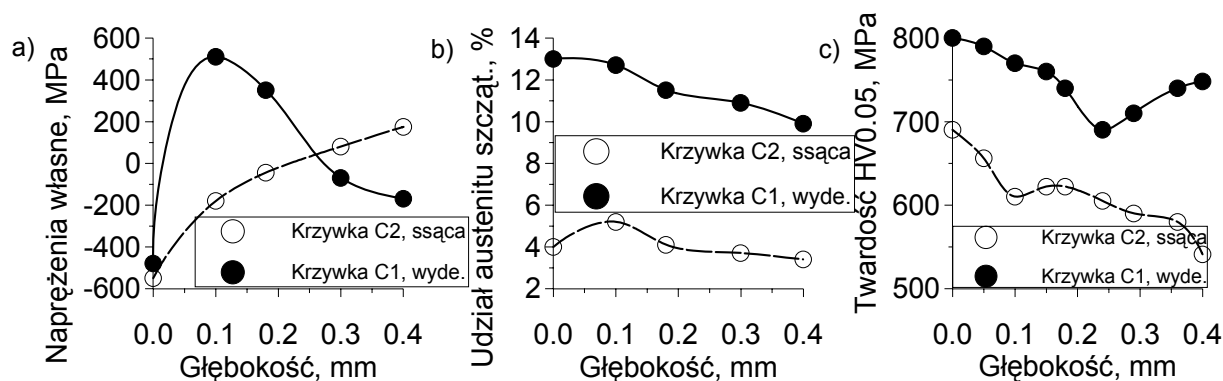 a)
Naprężenia własne, MPa
600
400
200
0
-200
-400
-600
Krzywka C2, ssąca
Krzywka C1, wyde.
0.0 0.1 0.2 0.3 0.4
Głębokość, mm
b)
Udział austenitu szcząt., %
14
12
10
8
6
4
2
Krzywka C2, ssąca
Krzywka C1, wyde.
0.0 0.1 0.2 0.3 0.4
Głębokość, mm
c)
Twardość HV0.05, MPa
800
700
600
500
Krzywka C2, ssąca
Krzywka C1, wyde.
0.0 0.1 0.2 0.3 0.4
Głębokość, mm